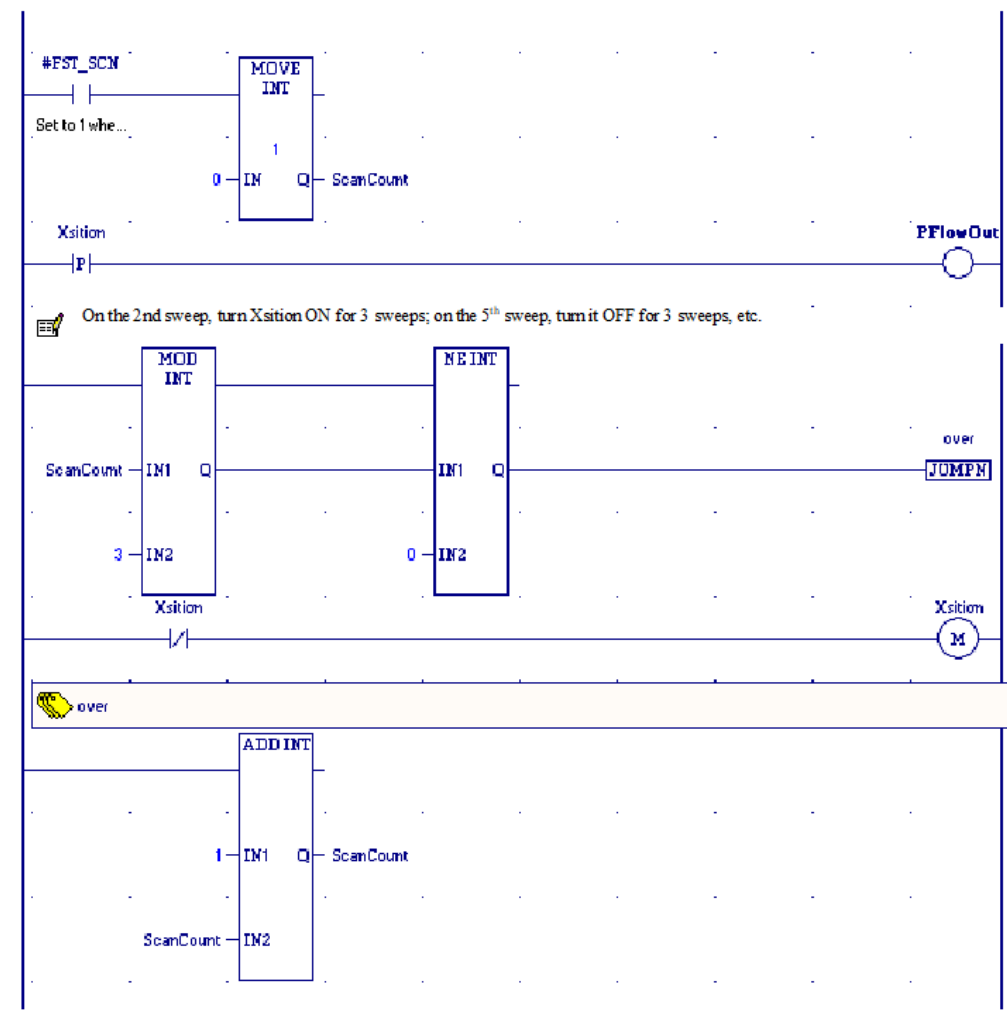 #FST_SCN
MOVE
INT
Set to 1 whe...
1
0 IN Q ScanCount
Xsition
PFlowOut
P
On the 2nd sweep, turn Xsition ON for 3 sweeps; on the 5th sweep, turn it OFF for 3 sweeps, etc.
MOD
INT
NE INT
over
ScanCount IN1 Q
IN1 Q
JUMPN
3 IN2
0 IN2
Xsition
Xsition
M
over
ADD INT
1 IN1 Q ScanCount
ScanCount IN2